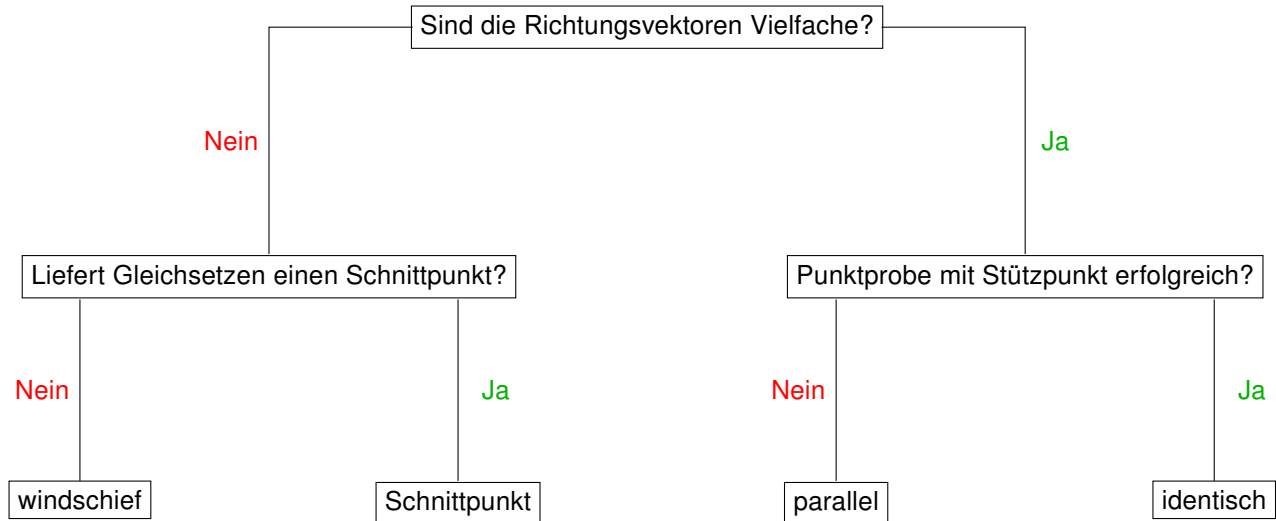 Sind die Richtungsvektoren Vielfache?
Nein
Ja
Liefert Gleichsetzen einen Schnittpunkt?
Punktprobe mit Stützpunkt erfolgreich?
Nein
Ja
Nein
Ja
windschief
Schnittpunkt
parallel
identisch